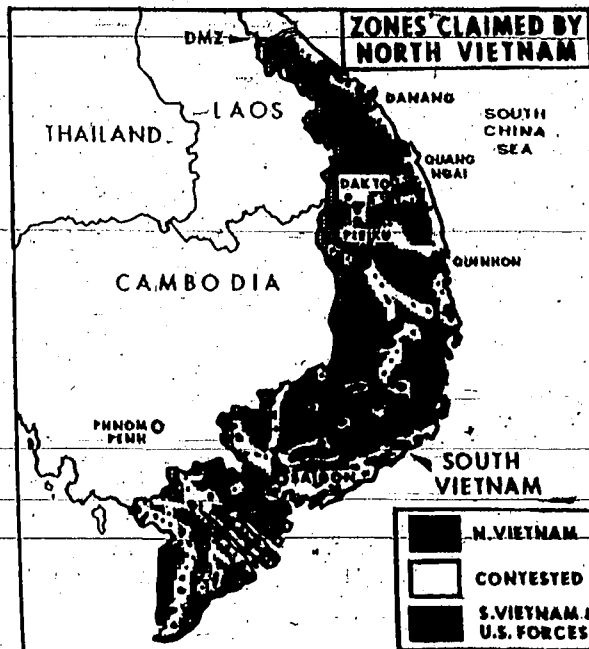 ZONES CLAIMED BY
NORTH VIETNAM
DMZ
LAOS
DANANG
THAILAND
SOUTH
CHINA
SEA
QUANG
NGAI
DAKTO
PLEIKU
QUINHON
CAMBODIA
PHNOM
PENH
SAIGON
SOUTH
VIETNAM
N. VIETNAM
CONTESTED
S. VIETNAM &
U.S. FORCES